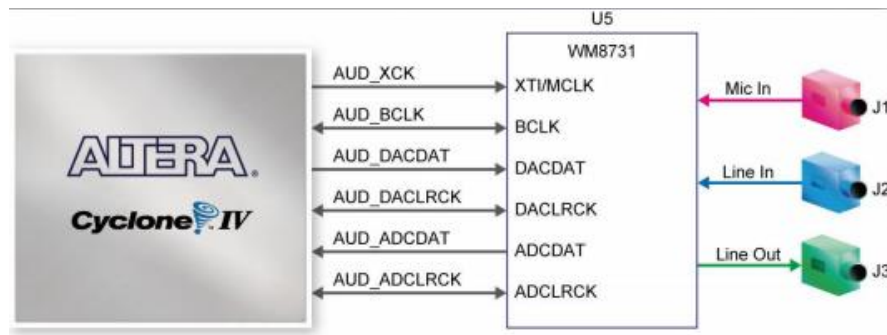 U5
WM8731
ALTERA.
Cyclone IV
AUD_XCK
AUD_BCLK
AUD_DACDAT
AUD_DACLRCK
AUD_ADCDAT
AUD_ADCLRCK
XTI/MCLK
BCLK
DACDAT
DACLRCK
ADCDAT
ADCLRCK
Mic In
J1
Line In
J2
Line Out
J3